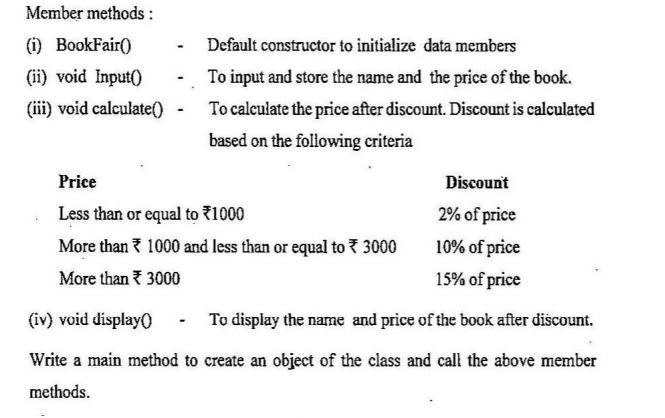 Member methods :
(i) BookFair() - Default constructor to initialize data members
(ii) void Input() - To input and store the name and the price of the book.
(iii) void calculate() - To calculate the price after discount. Discount is calculated
based on the following criteria
Price Discount
Less than or equal to ₹1000 2% of price
More than ₹ 1000 and less than or equal to ₹ 3000 10% of price
More than ₹ 3000 15% of price
(iv) void display() - To display the name and price of the book after discount.
Write a main method to create an object of the class and call the above member
methods.